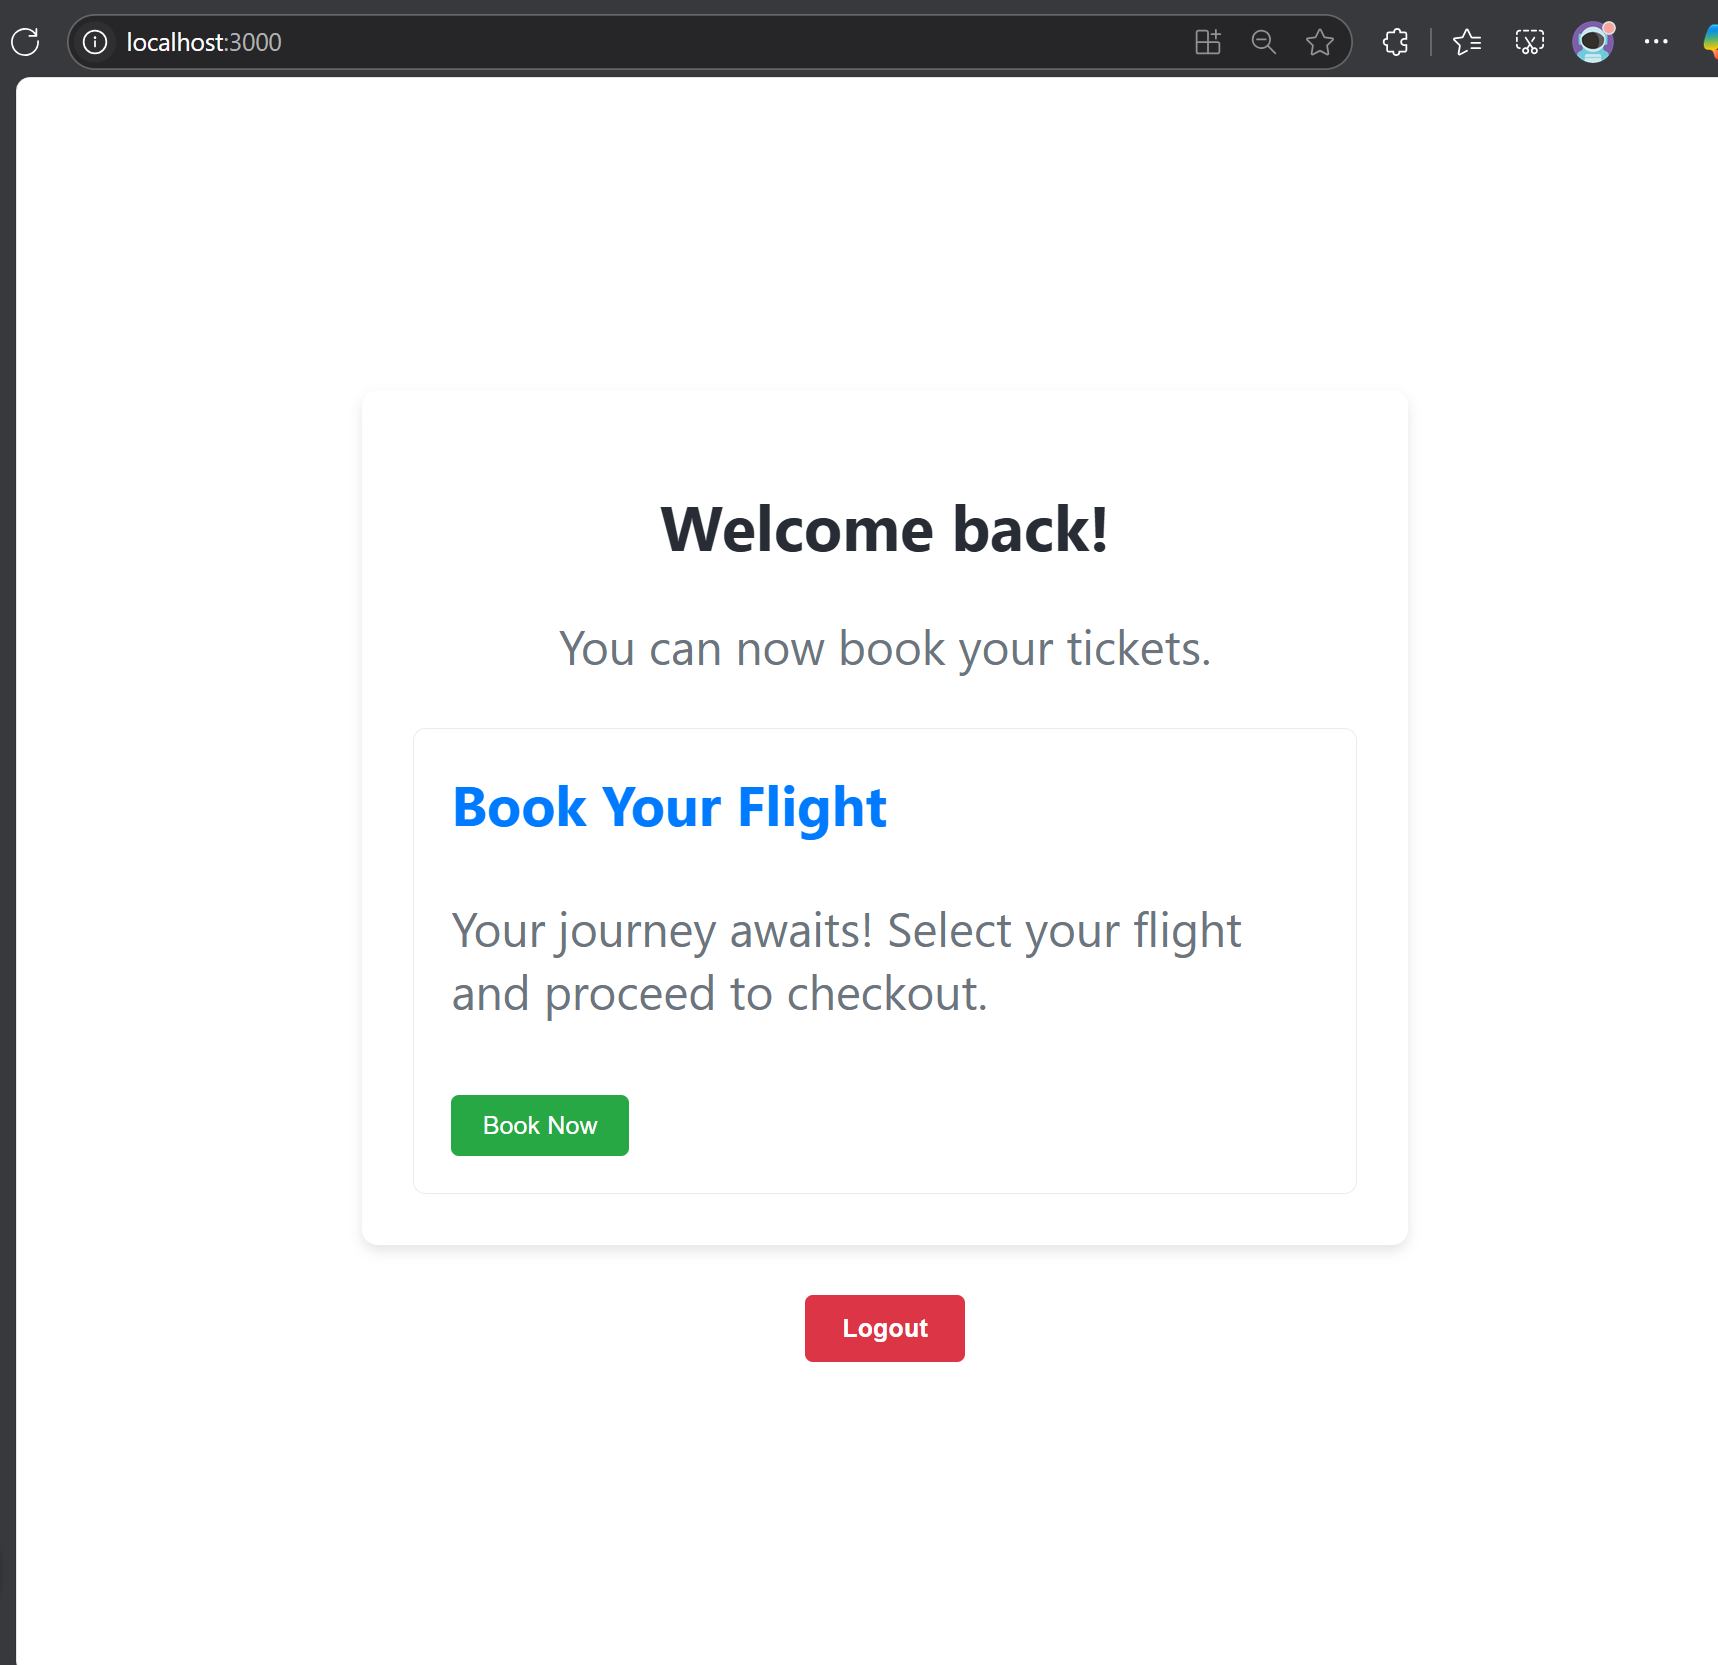 localhost:3000
Welcome back!
You can now book your tickets.
Book Your Flight
Your journey awaits! Select your flight
and proceed to checkout.
Book Now
Logout